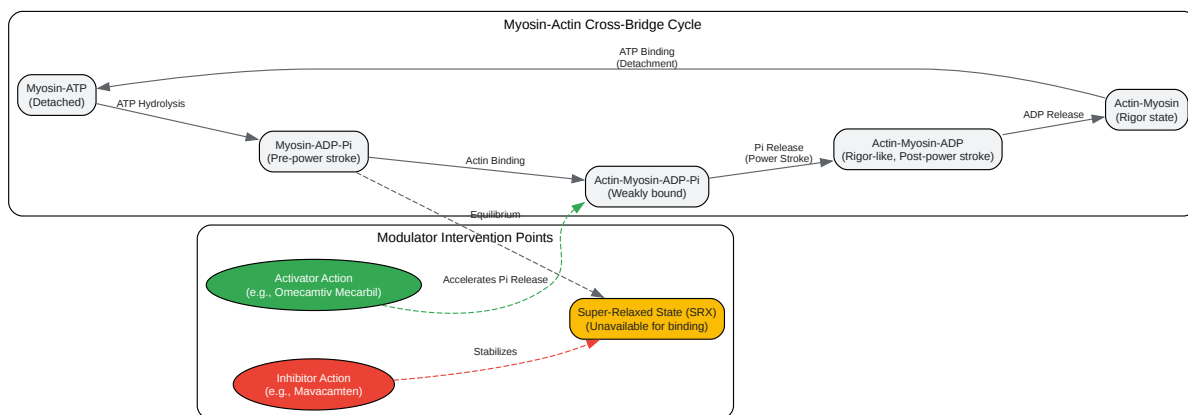 Myosin-Actin Cross-Bridge Cycle
ATP Binding
(Detachment)
Myosin-ATP
(Detached)
ATP Hydrolysis
Actin-Myosin
(Rigor state)
ADP Release
Myosin-ADP-Pi
(Pre-power stroke)
Actin Binding
Pi Release
(Power Stroke)
Actin-Myosin-ADP
(Rigor-like, Post-power stroke)
Actin-Myosin-ADP-Pi
(Weakly bound)
Equilibrium
Modulator Intervention Points
Activator Action
(e.g., Omecamtiv Mecarbil)
Accelerates Pi Release
Super-Relaxed State (SRX)
(Unavailable for binding)
Stabilizes
Inhibitor Action
(e.g., Mavacamten)